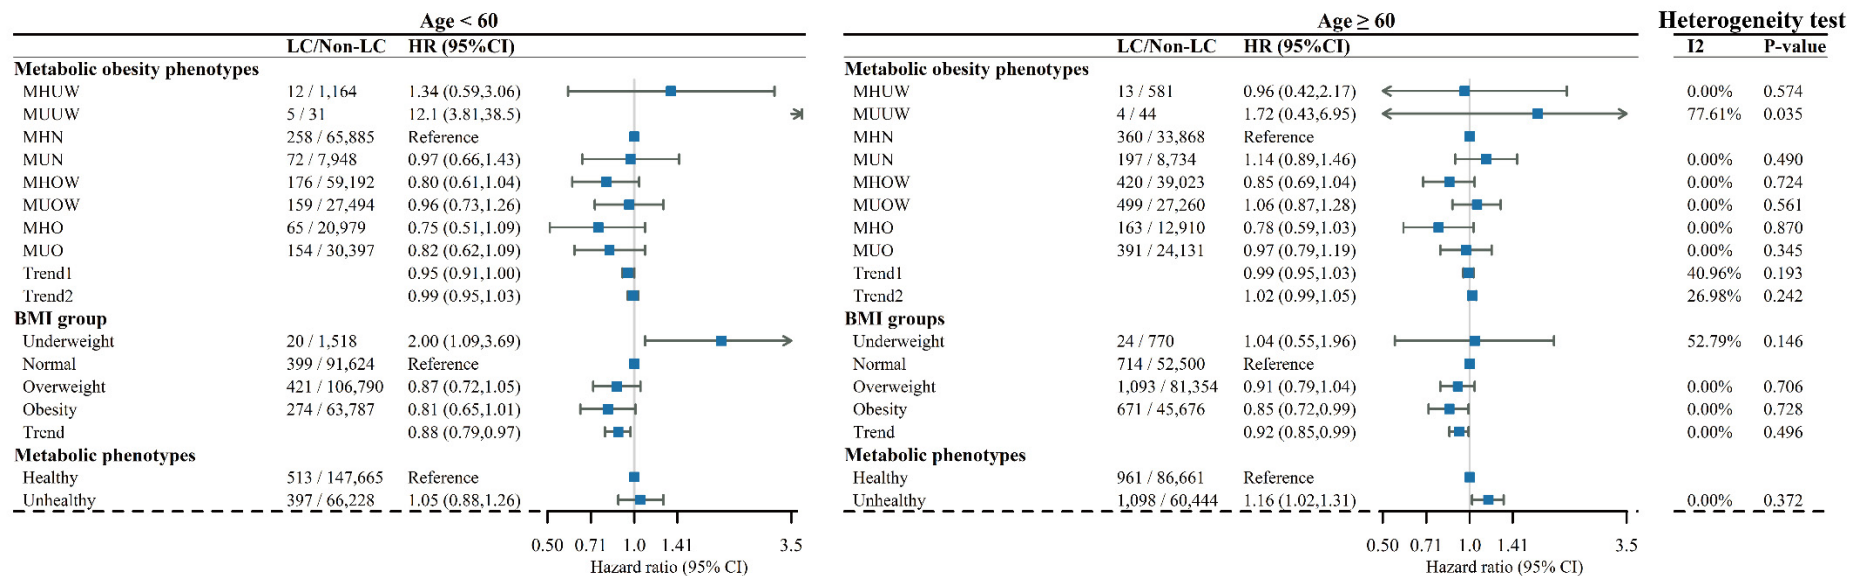 Age < 60 Age ≥ 60 Heterogeneity test
LC/Non-LC HR (95%CI) LC/Non-LC HR (95%CI) I2 P-value
Metabolic obesity phenotypes Metabolic obesity phenotypes
MHUW 12 / 1,164 1.34 (0.59,3.06) MHUW 13 / 581 0.96 (0.42,2.17) 0.00% 0.574
MUUW 5 / 31 12.1 (3.81,38.5) MUUW 4 / 44 1.72 (0.43,6.95) 77.61% 0.035
MHN 258 / 65,885 Reference MHN 360 / 33,868 Reference
MUN 72 / 7,948 0.97 (0.66,1.43) MUN 197 / 8,734 1.14 (0.89,1.46) 0.00% 0.490
MHOW 176 / 59,192 0.80 (0.61,1.04) MHOW 420 / 39,023 0.85 (0.69,1.04) 0.00% 0.724
MUOW 159 / 27,494 0.96 (0.73,1.26) MUOW 499 / 27,260 1.06 (0.87,1.28) 0.00% 0.561
MHO 65 / 20,979 0.75 (0.51,1.09) MHO 163 / 12,910 0.78 (0.59,1.03) 0.00% 0.870
MUO 154 / 30,397 0.82 (0.62,1.09) MUO 391 / 24,131 0.97 (0.79,1.19) 0.00% 0.345
Trend1 0.95 (0.91,1.00) Trend1 0.99 (0.95,1.03) 40.96% 0.193
Trend2 0.99 (0.95,1.03) Trend2 1.02 (0.99,1.05) 26.98% 0.242
BMI group BMI groups
Underweight 20 / 1,518 2.00 (1.09,3.69) Underweight 24 / 770 1.04 (0.55,1.96) 52.79% 0.146
Normal 399 / 91,624 Reference Normal 714 / 52,500 Reference
Overweight 421 / 106,790 0.87 (0.72,1.05) Overweight 1,093 / 81,354 0.91 (0.79,1.04) 0.00% 0.706
Obesity 274 / 63,787 0.81 (0.65,1.01) Obesity 671 / 45,676 0.85 (0.72,0.99) 0.00% 0.728
Trend 0.88 (0.79,0.97) Trend 0.92 (0.85,0.99) 0.00% 0.496
Metabolic phenotypes Metabolic phenotypes
Healthy 513 / 147,665 Reference Healthy 961 / 86,661 Reference
Unhealthy 397 / 66,228 1.05 (0.88,1.26) Unhealthy 1,098 / 60,444 1.16 (1.02,1.31) 0.00% 0.372
0.50 0.71 1.0 1.41 3.5 0.50 0.71 1.0 1.41 3.5
Hazard ratio (95% CI) Hazard ratio (95% CI)